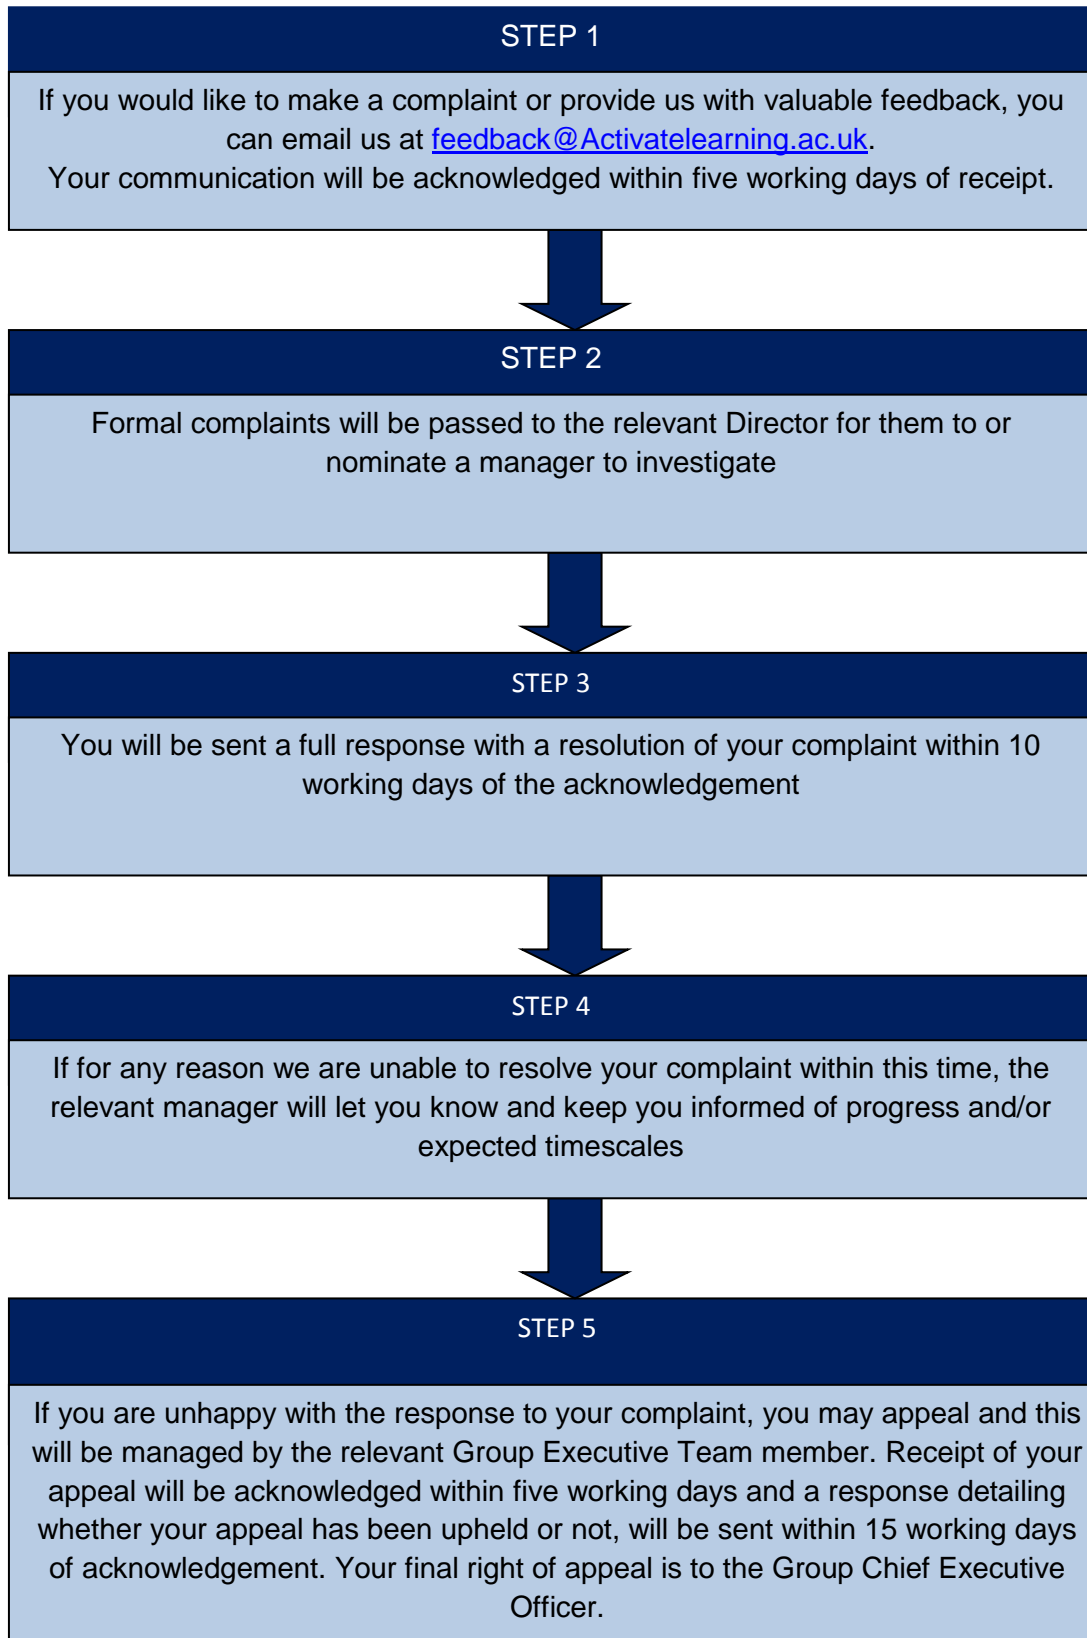 STEP 1
If you would like to make a complaint or provide us with valuable feedback, you
can email us at feedback@Activatelearning.ac.uk.
Your communication will be acknowledged within five working days of receipt.
STEP 2
Formal complaints will be passed to the relevant Director for them to or
nominate a manager to investigate
STEP 3
You will be sent a full response with a resolution of your complaint within 10
working days of the acknowledgement
STEP 4
If for any reason we are unable to resolve your complaint within this time, the
relevant manager will let you know and keep you informed of progress and/or
expected timescales
STEP 5
If you are unhappy with the response to your complaint, you may appeal and this
will be managed by the relevant Group Executive Team member. Receipt of your
appeal will be acknowledged within five working days and a response detailing
whether your appeal has been upheld or not, will be sent within 15 working days
of acknowledgement. Your final right of appeal is to the Group Chief Executive
Officer.